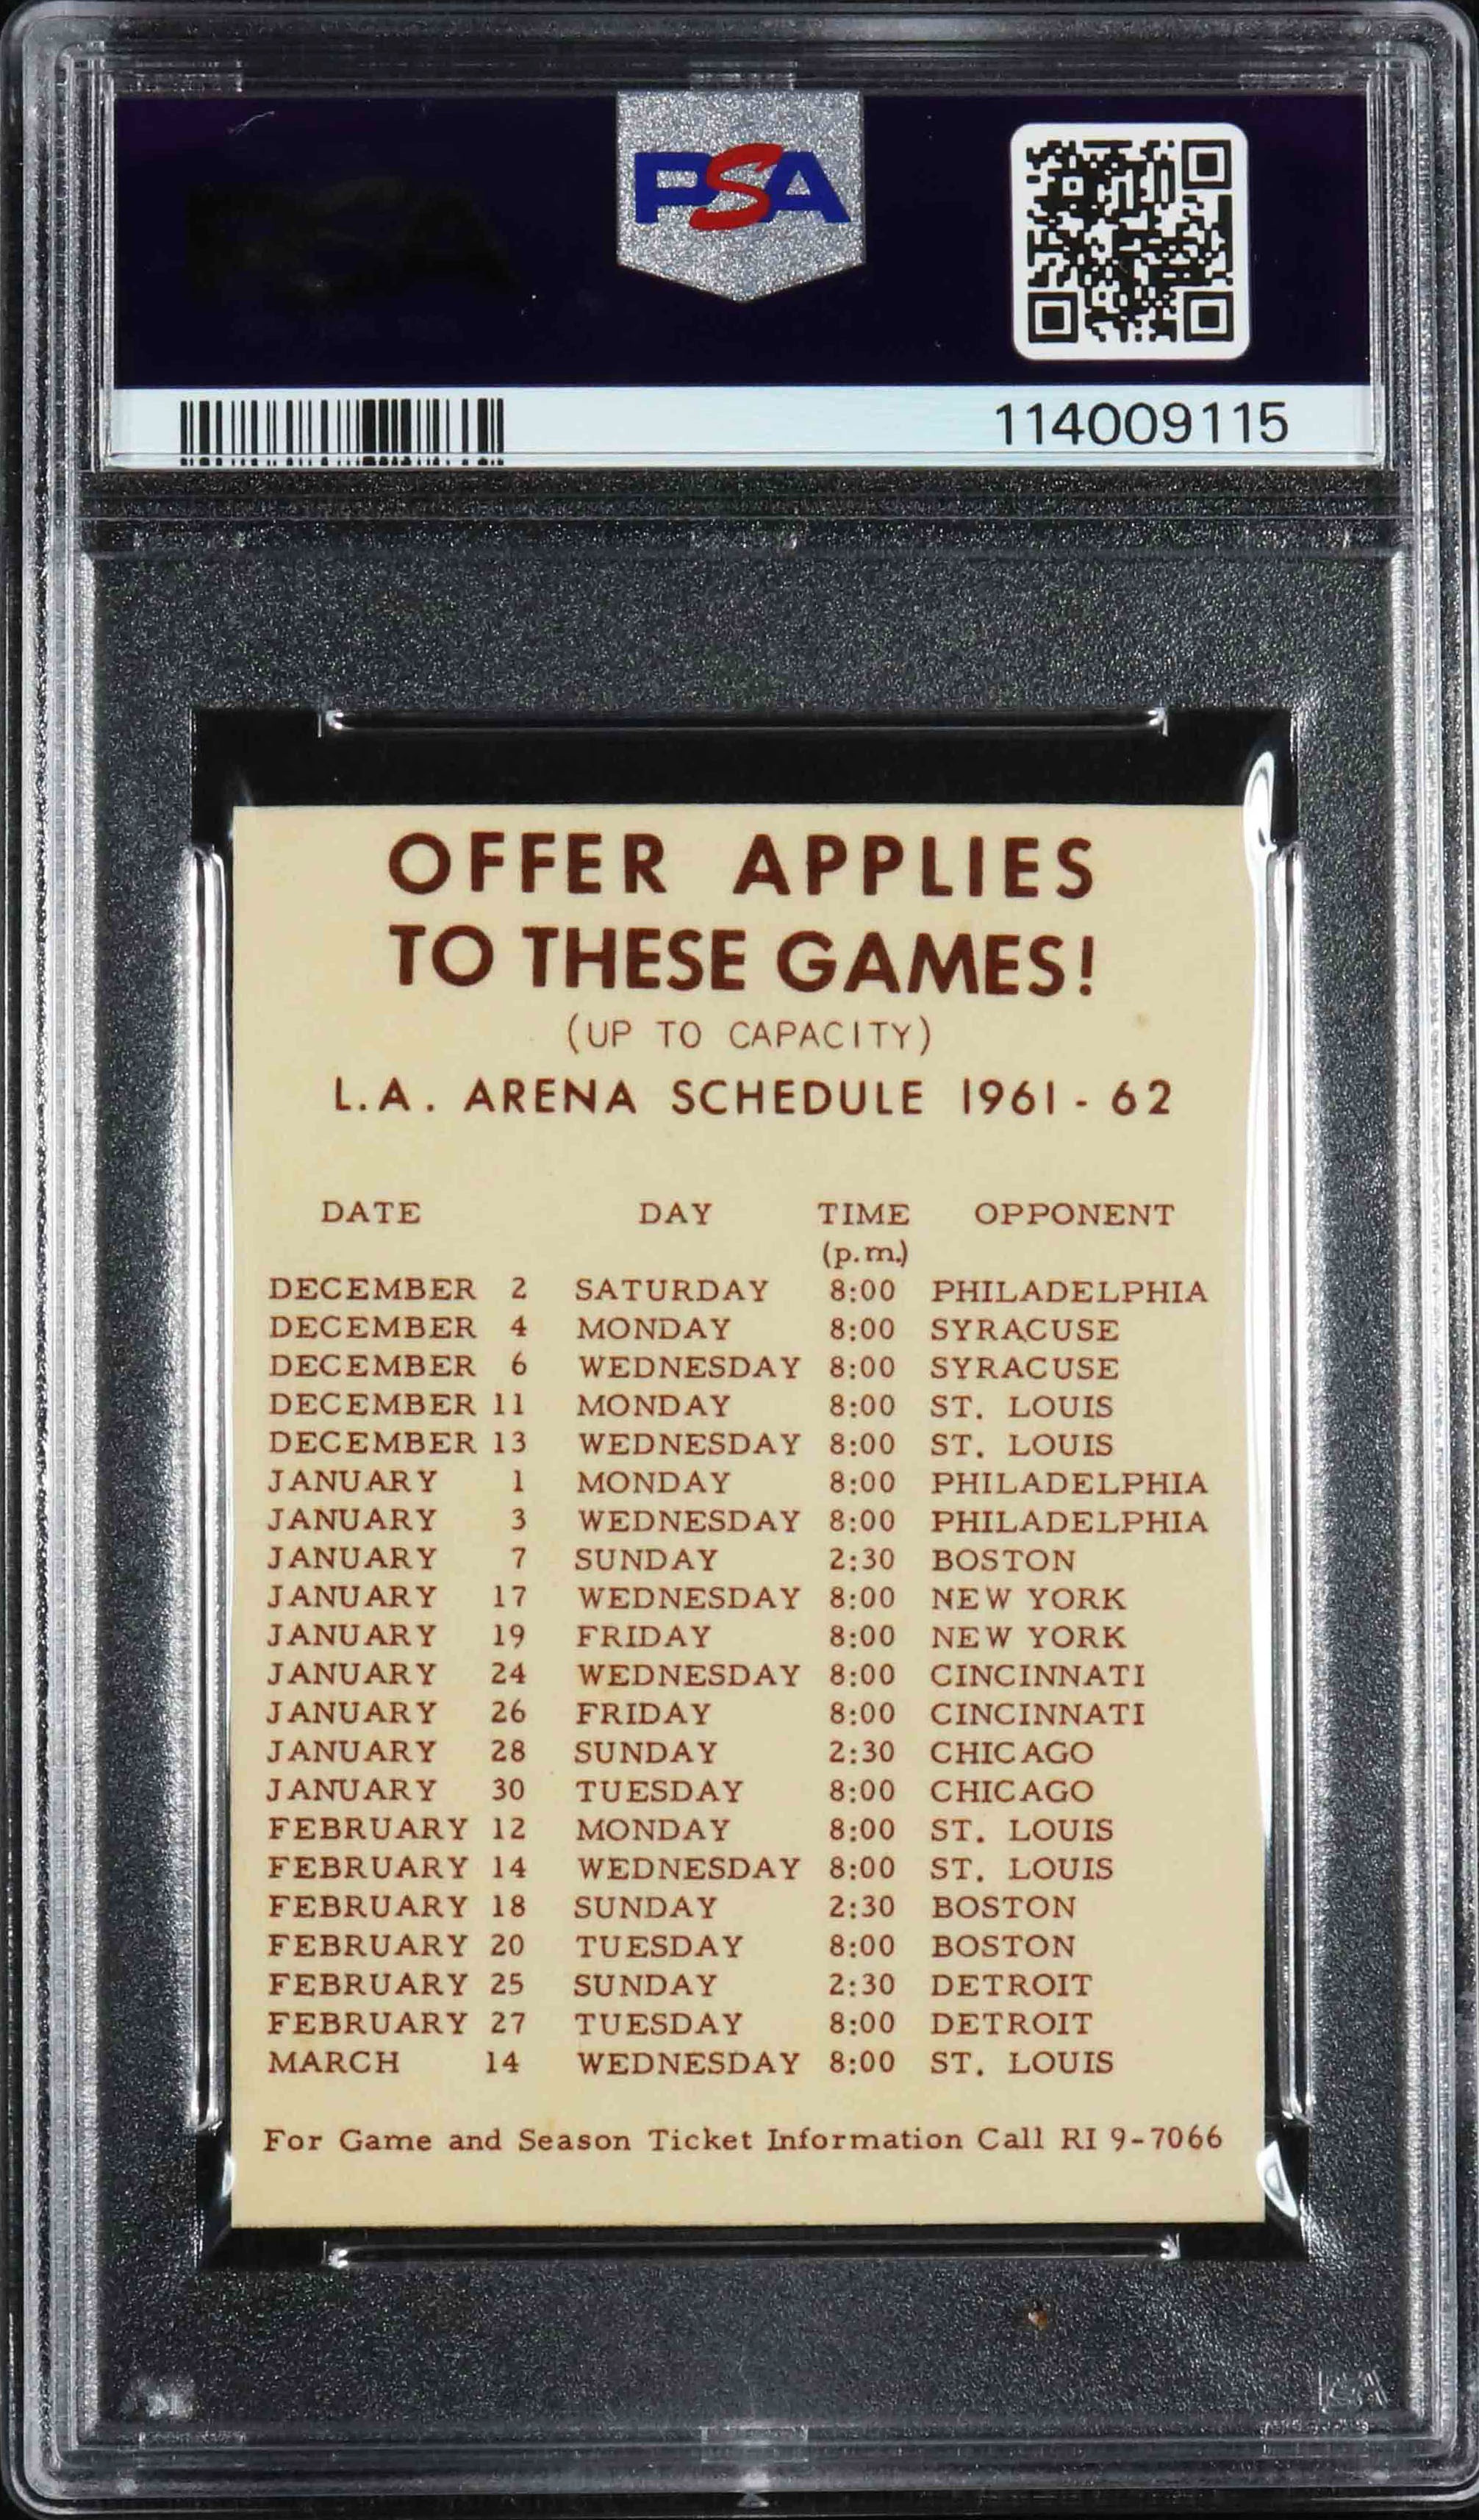 PSA
114009115
OFFER APPLIES
TO THESE GAMES!
(UP TO CAPACITY)
L.A. ARENA SCHEDULE 1961-62
DATE DAY TIME OPPONENT
(p.m.)
DECEMBER 2 SATURDAY 8:00 PHILADELPHIA
DECEMBER 4 MONDAY 8:00 SYRACUSE
DECEMBER 6 WEDNESDAY 8:00 SYRACUSE
DECEMBER 11 MONDAY 8:00 ST. LOUIS
DECEMBER 13 WEDNESDAY 8:00 ST. LOUIS
JANUARY 1 MONDAY 8:00 PHILADELPHIA
JANUARY 3 WEDNESDAY 8:00 PHILADELPHIA
JANUARY 7 SUNDAY 2:30 BOSTON
JANUARY 17 WEDNESDAY 8:00 NEW YORK
JANUARY 19 FRIDAY 8:00 NEW YORK
JANUARY 24 WEDNESDAY 8:00 CINCINNATI
JANUARY 26 FRIDAY 8:00 CINCINNATI
JANUARY 28 SUNDAY 2:30 CHICAGO
JANUARY 30 TUESDAY 8:00 CHICAGO
FEBRUARY 12 MONDAY 8:00 ST. LOUIS
FEBRUARY 14 WEDNESDAY 8:00 ST. LOUIS
FEBRUARY 18 SUNDAY 2:30 BOSTON
FEBRUARY 20 TUESDAY 8:00 BOSTON
FEBRUARY 25 SUNDAY 2:30 DETROIT
FEBRUARY 27 TUESDAY 8:00 DETROIT
MARCH 14 WEDNESDAY 8:00 ST. LOUIS
For Game and Season Ticket Information Call RI 9-7066